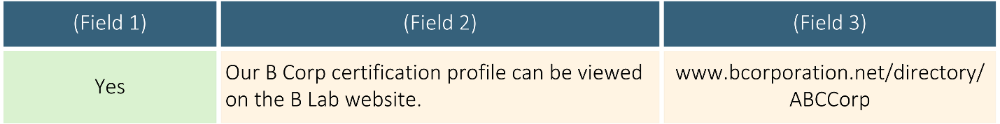 (Field 1)
(Field 2)
(Field 3)
Yes
Our B Corp certification profile can be viewed
on the B Lab website.
www.bcorporation.net/directory/
ABCCorp